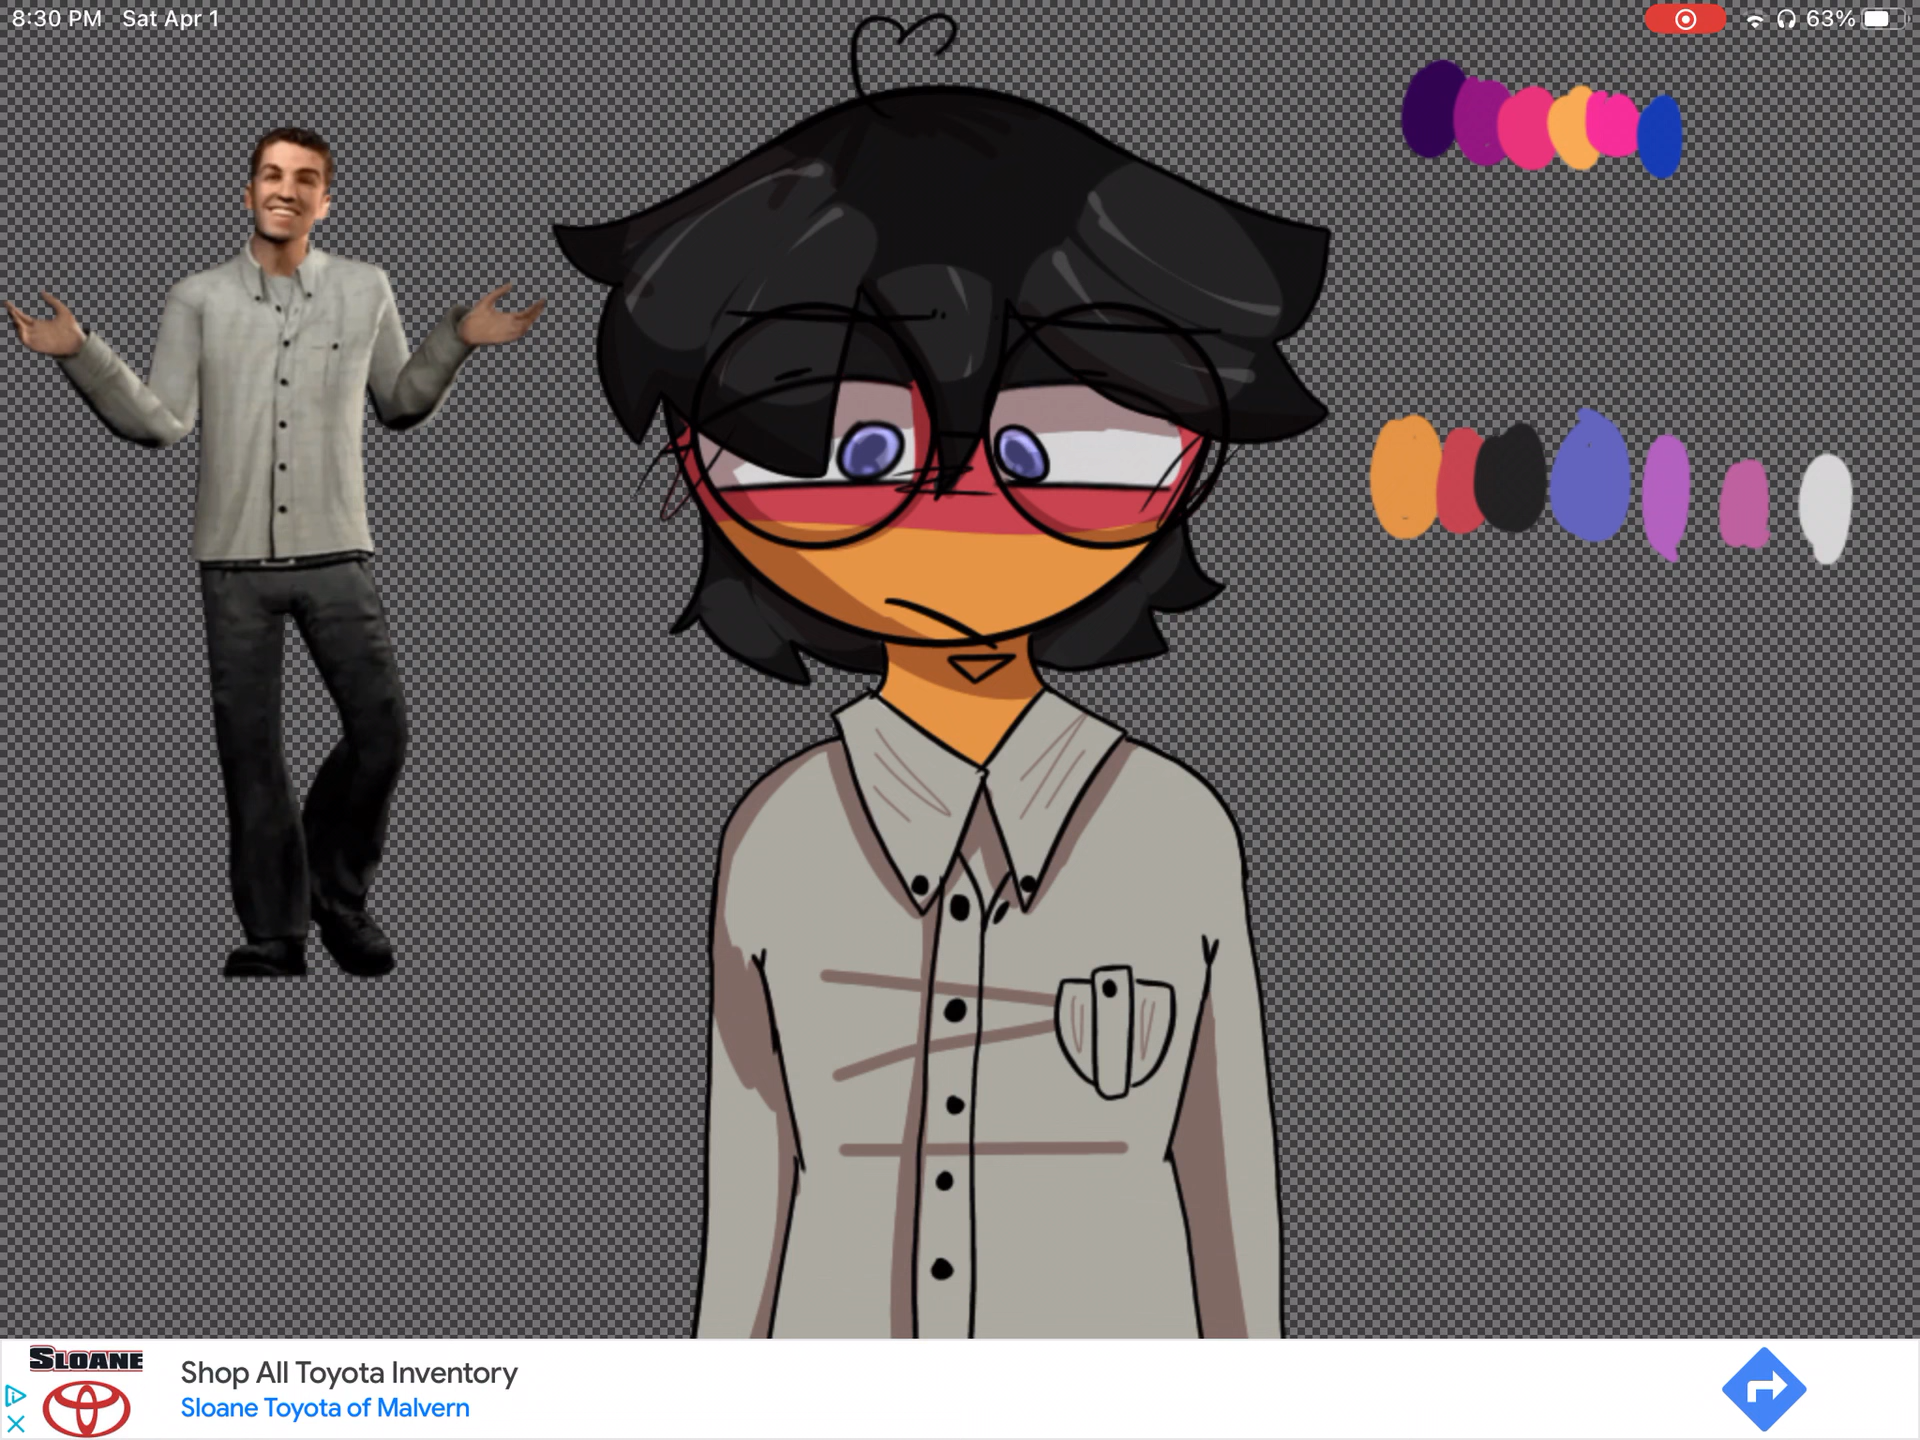 8:30 PM Sat Apr 1
63%
SLOANE
Shop All Toyota Inventory
Sloane Toyota of Malvern